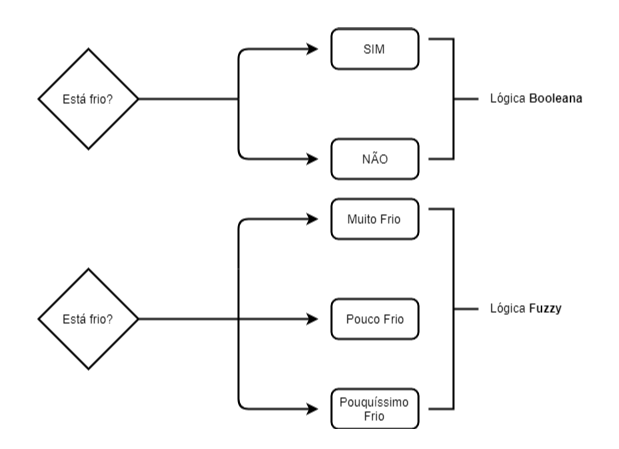 Está frio?
SIM
NÃO
Lógica Booleana
Está frio?
Muito Frio
Pouco Frio
Pouquíssimo
Frio
Lógica Fuzzy